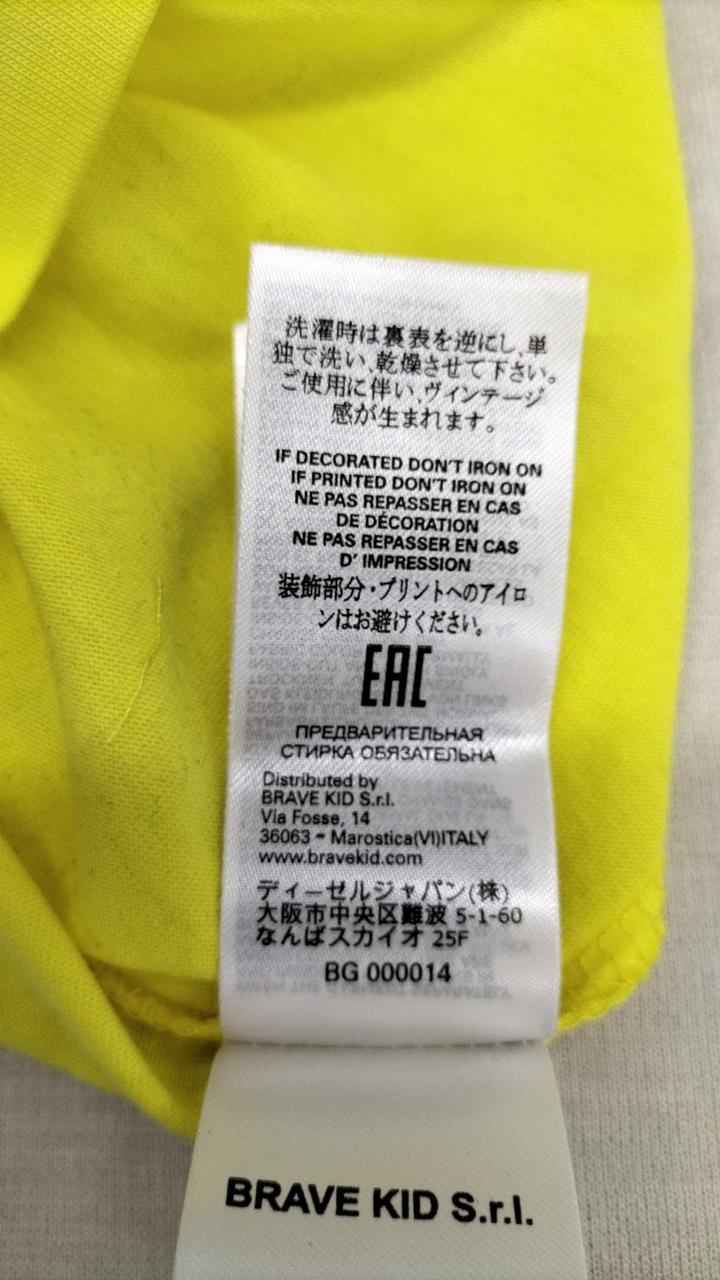 洗濯時は裏表を逆にし、単
独で洗い、乾燥させて下さい。
ご使用に伴い、ヴィンテージ
感が生まれます。
IF DECORATED DON'T IRON ON
IF PRINTED DON'T IRON ON
NE PAS REPASSER EN CAS
DE DÉCORATION
NE PAS REPASSER EN CAS
D' IMPRESSION
装飾部分・プリントへのアイロ
ンはお避けください。
EAC
ПРЕДВАРИТЕЛЬНАЯ
СТИРКА ОБЯЗАТЕЛЬНА
Distributed by
BRAVE KID S.r.l.
Via Fosse, 14
36063 - Marostica(VI)ITALY
www.bravekid.com
ディーゼルジャパン(株)
大阪市中央区難波 5-1-60
なんばスカイオ 25F
BG 000014
BRAVE KID S.r.l.